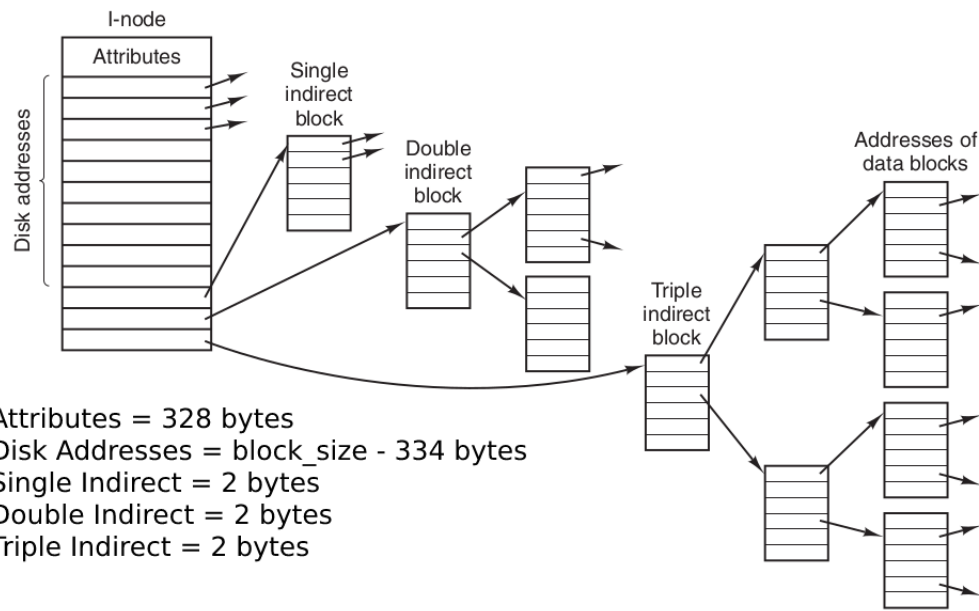 I-node
Attributes
Disk addresses
Single
indirect
block
Double
indirect
block
Triple
indirect
block
Addresses of
data blocks
Attributes = 328 bytes
Disk Addresses = block_size - 334 bytes
Single Indirect = 2 bytes
Double Indirect = 2 bytes
Triple Indirect = 2 bytes